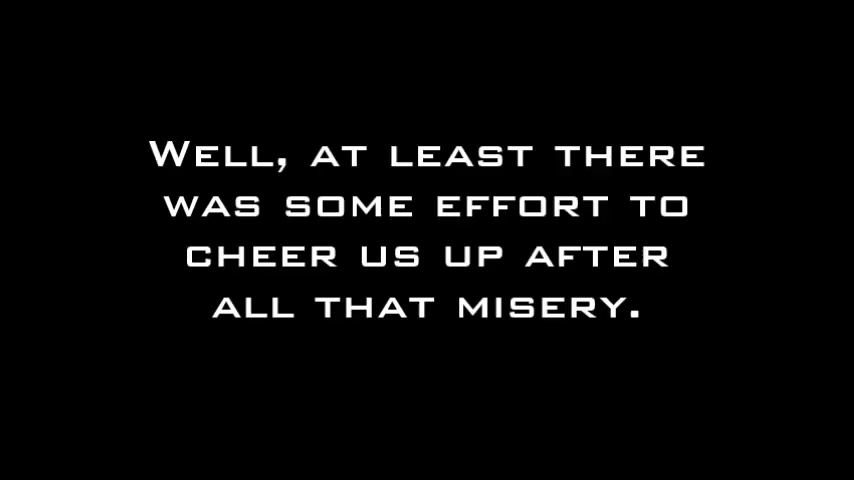 Well, at least there
was some effort to
cheer us up after
all that misery.